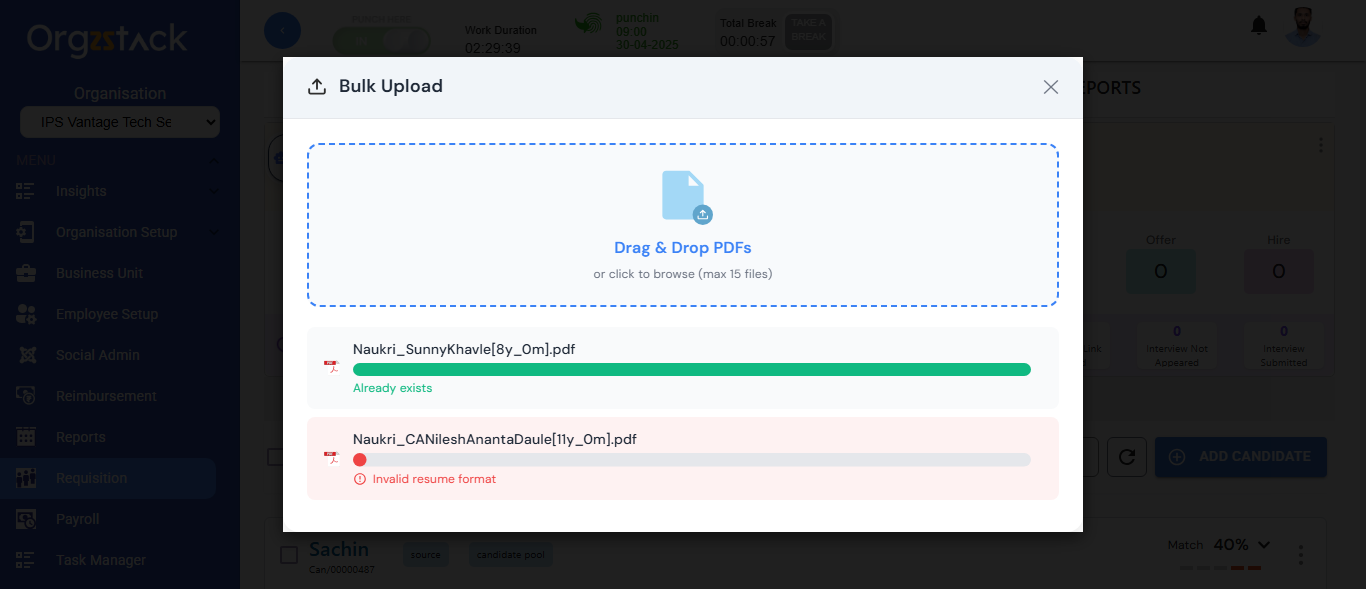 Orgzstack
PUNCH HERE
IN
Work Duration
02:29:39
punchin
09:00
30-04-2025
Total Break
00:00:57
TAKE A
BREAK
Organisation
IPS Vantage Tech Se
MENU
Insights
Organisation Setup
Business Unit
Employee Setup
Social Admin
Reimbursement
Reports
Requisition
Payroll
Task Manager
Bulk Upload
Drag & Drop PDFs
or click to browse (max 15 files)
Naukri_SunnyKhavle[8y_0m].pdf
Already exists
Naukri_CANileshAnantaDaule[11y_0m].pdf
Invalid resume format
Offer
Hire
0
0
0
0
Link
Interview Not
Appeared
Interview
Submitted
ADD CANDIDATE
Sachin
source
candidate pool
Can/00000487
Match
40%